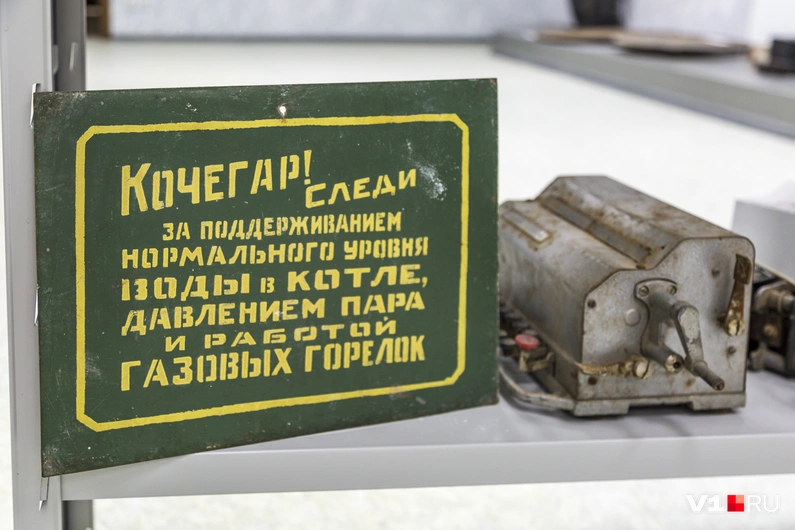 КОЧЕГАР! СЛЕДИ
ЗА ПОДДЕРЖИВАНИЕМ
НОРМАЛЬНОГО УРОВНЯ
ВОДЫ В КОТЛЕ,
ДАВЛЕНИЕМ ПАРА
И РАБОТОЙ
ГАЗОВЫХ ГОРЕЛОК
V1.RU